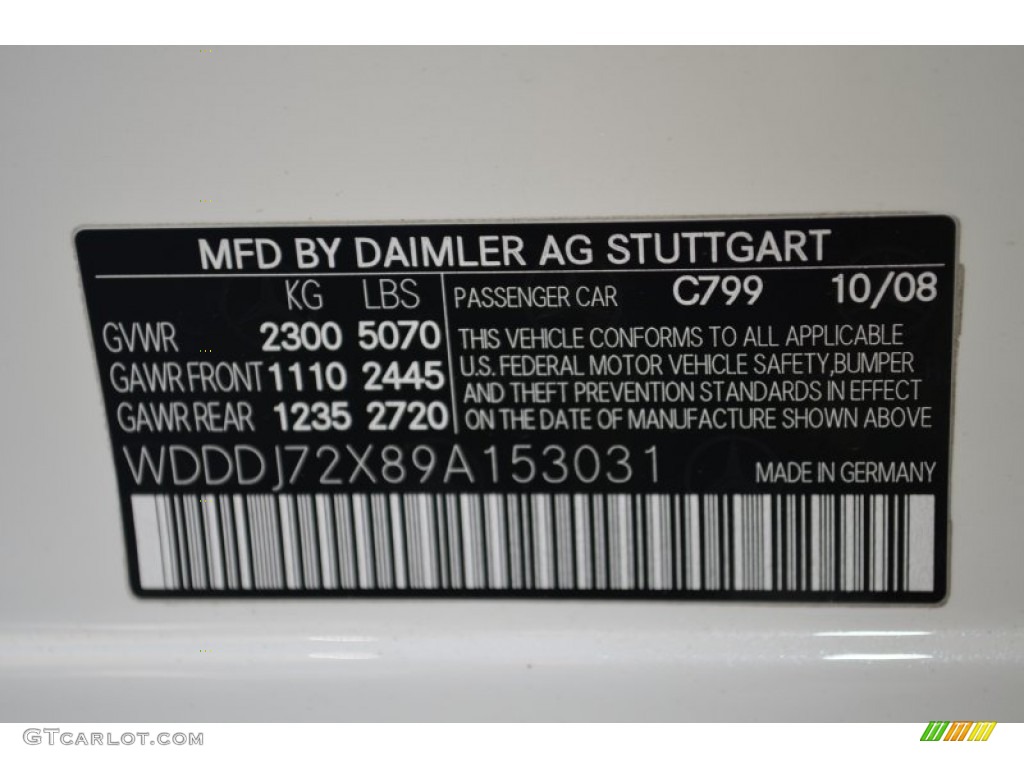 MFD BY DAIMLER AG STUTTGART
KG LBS
GVWR 2300 5070
GAWR FRONT 1110 2445
GAWR REAR 1235 2720
PASSENGER CAR C799 10/08
THIS VEHICLE CONFORMS TO ALL APPLICABLE
U.S. FEDERAL MOTOR VEHICLE SAFETY,BUMPER
AND THEFT PREVENTION STANDARDS IN EFFECT
ON THE DATE OF MANUFACTURE SHOWN ABOVE
WDDDJ72X89A153031
MADE IN GERMANY
GTCARLOT.COM